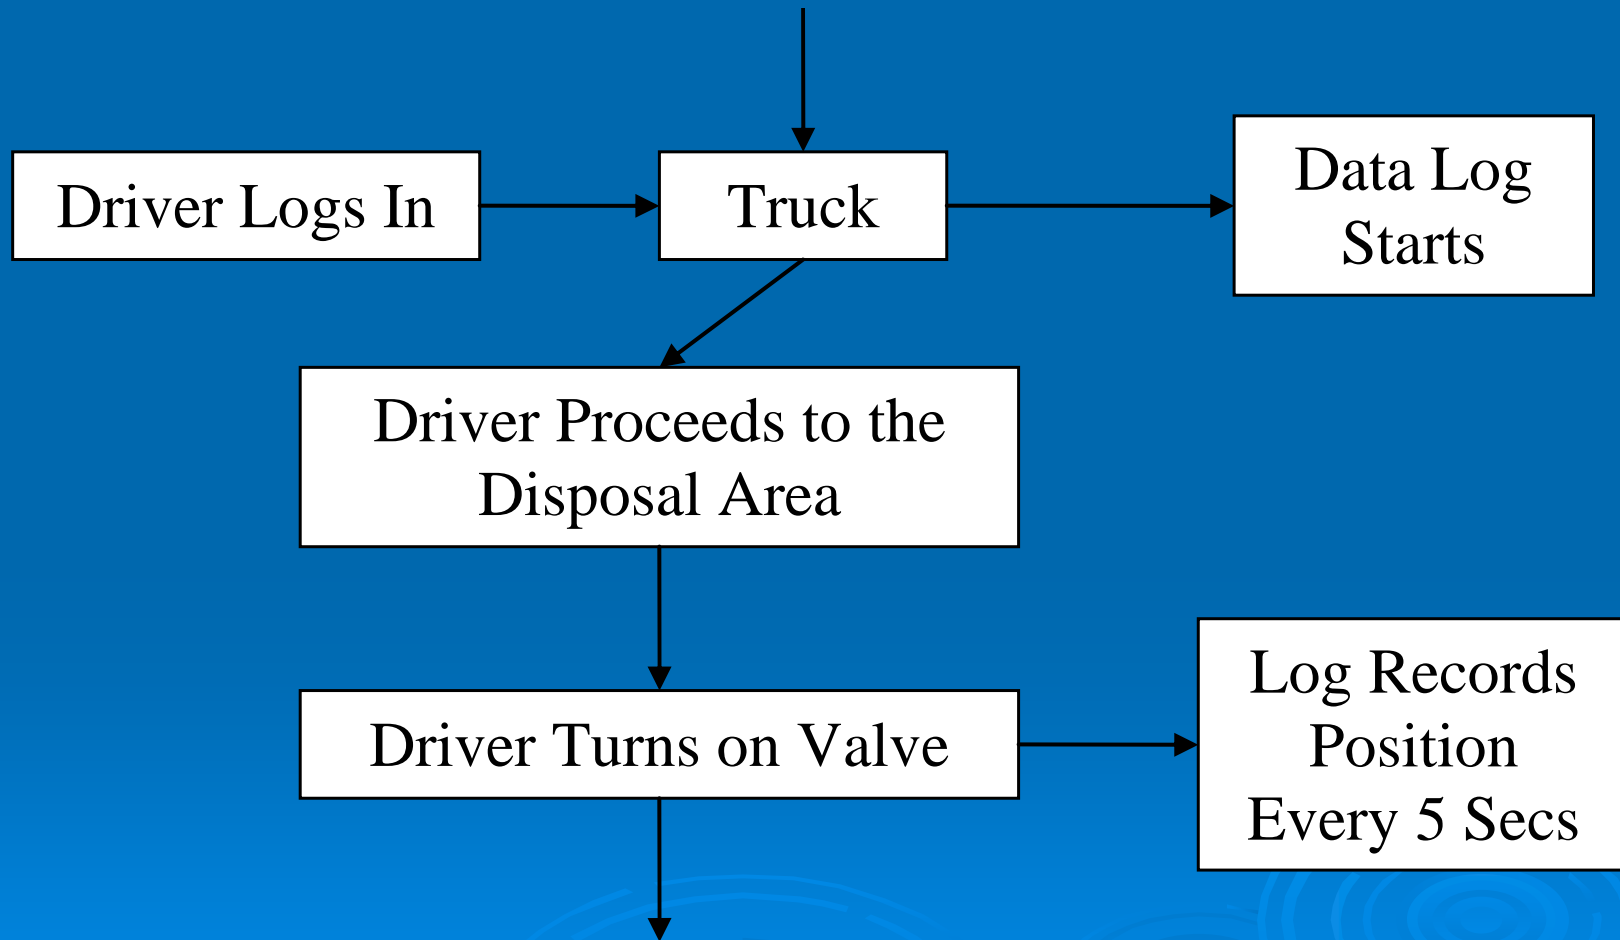 Driver Logs In
Truck
Data Log
Starts
Driver Proceeds to the
Disposal Area
Driver Turns on Valve
Log Records
Position
Every 5 Secs